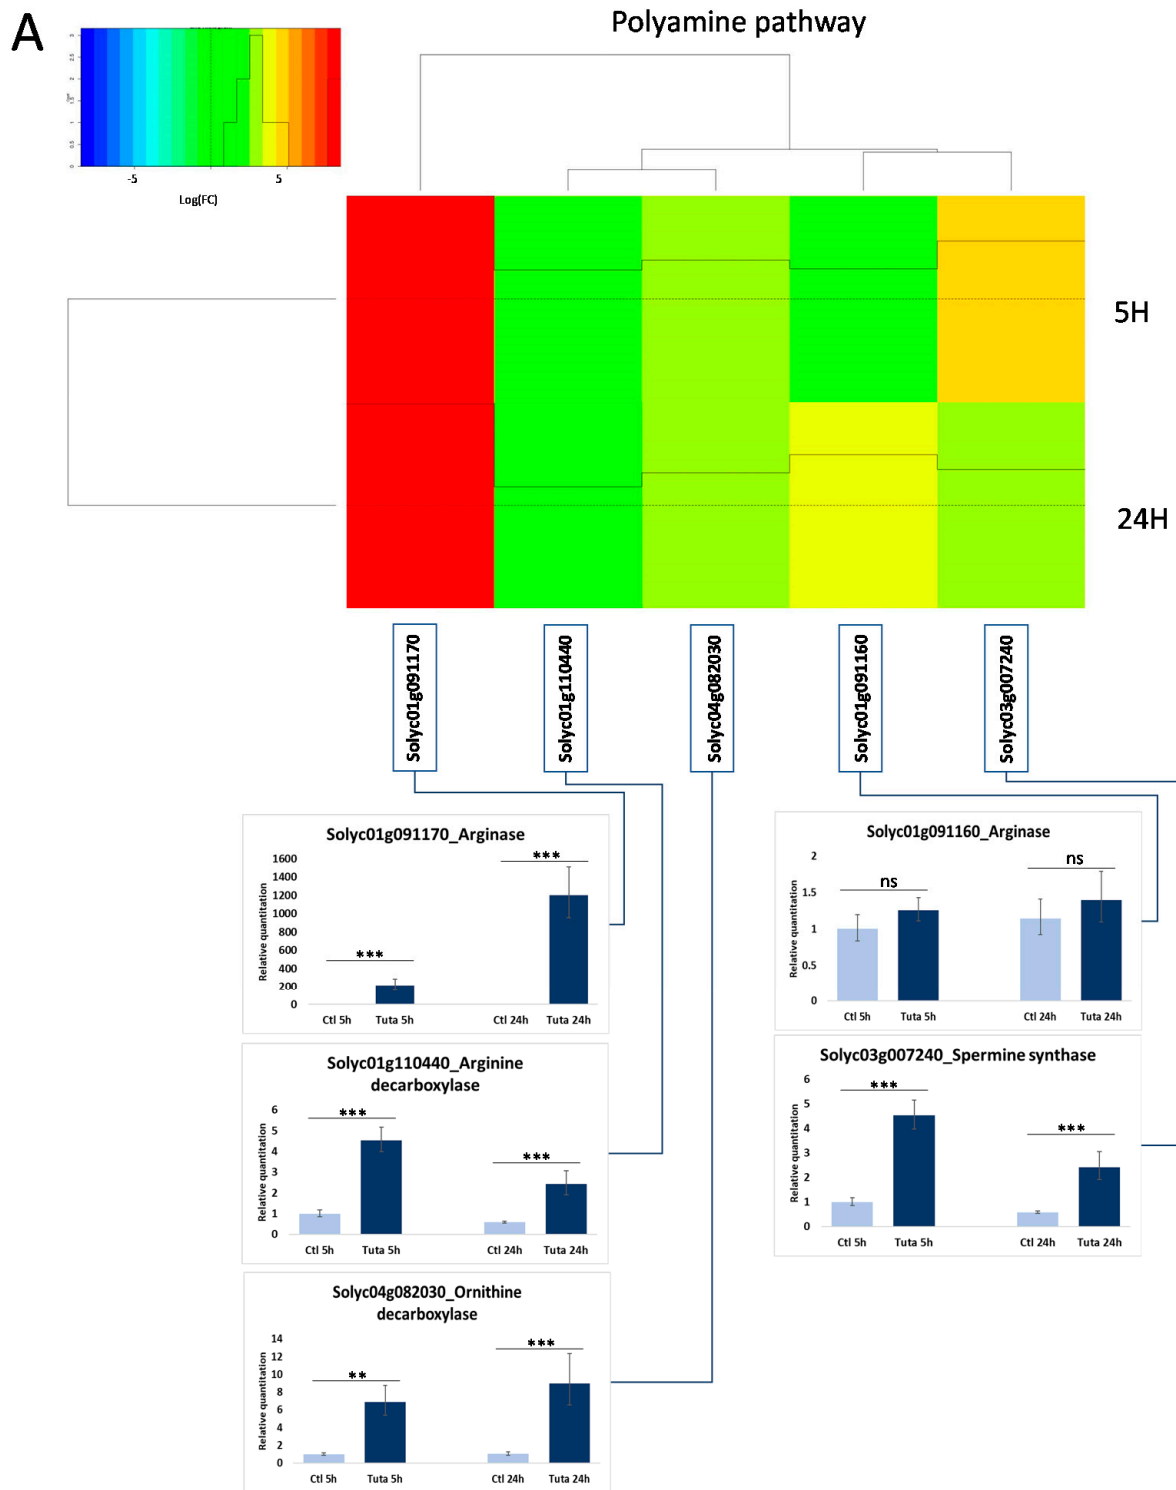 A
Polyamine pathway
-5
5
Log(FC)
5H
24H
Solyc01g091170
Solyc01g110440
Solyc04g082030
Solyc01g091160
Solyc03g007240
Solyc01g091170_Arginase
Relative quantitation
1600
1400
1200
1000
800
600
400
200
0
***
***
Ctl 5h
Tuta 5h
Ctl 24h
Tuta 24h
Solyc01g091160_Arginase
Relative quantitation
2
1.5
1
0.5
0
ns
ns
Ctl 5h
Tuta 5h
Ctl 24h
Tuta 24h
Solyc01g110440_Arginine
decarboxylase
Relative quantitation
6
5
4
3
2
1
0
***
***
Ctl 5h
Tuta 5h
Ctl 24h
Tuta 24h
Solyc03g007240_Spermine synthase
Relative quantitation
6
5
4
3
2
1
0
***
***
Ctl 5h
Tuta 5h
Ctl 24h
Tuta 24h
Solyc04g082030_Ornithine
decarboxylase
Relative quantitation
14
12
10
8
6
4
2
0
**
***
Ctl 5h
Tuta 5h
Ctl 24h
Tuta 24h